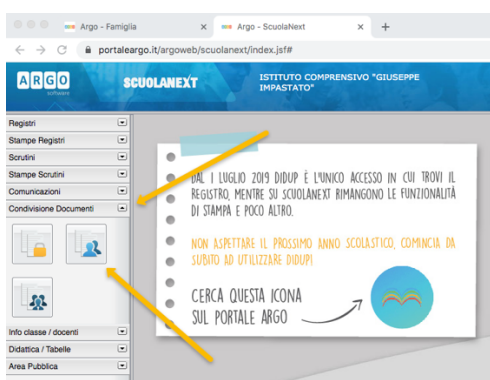 Argo - Famiglia
Argo - ScuolaNext
portaleargo.it/argoweb/scuolanext/index.jsf#
ARGO
software
SCUOLANEXT
ISTITUTO COMPRENSIVO "GIUSEPPE
IMPASTATO"
Registri
Stampe Registri
Scrutini
Stampe Scrutini
Comunicazioni
Condivisione Documenti
Info classe / docenti
Didattica / Tabelle
Area Pubblica
DAL 1 LUGLIO 2019 DIDUP È L'UNICO ACCESSO IN CUI TROVI IL
REGISTRO, MENTRE SU SCUOLANEXT RIMANGONO LE FUNZIONALITÀ
DI STAMPA E POCO ALTRO.
NON ASPETTARE IL PROSSIMO ANNO SCOLASTICO, COMINCIA DA
SUBITO AD UTILIZZARE DIDUP!
CERCA QUESTA ICONA
SUL PORTALE ARGO